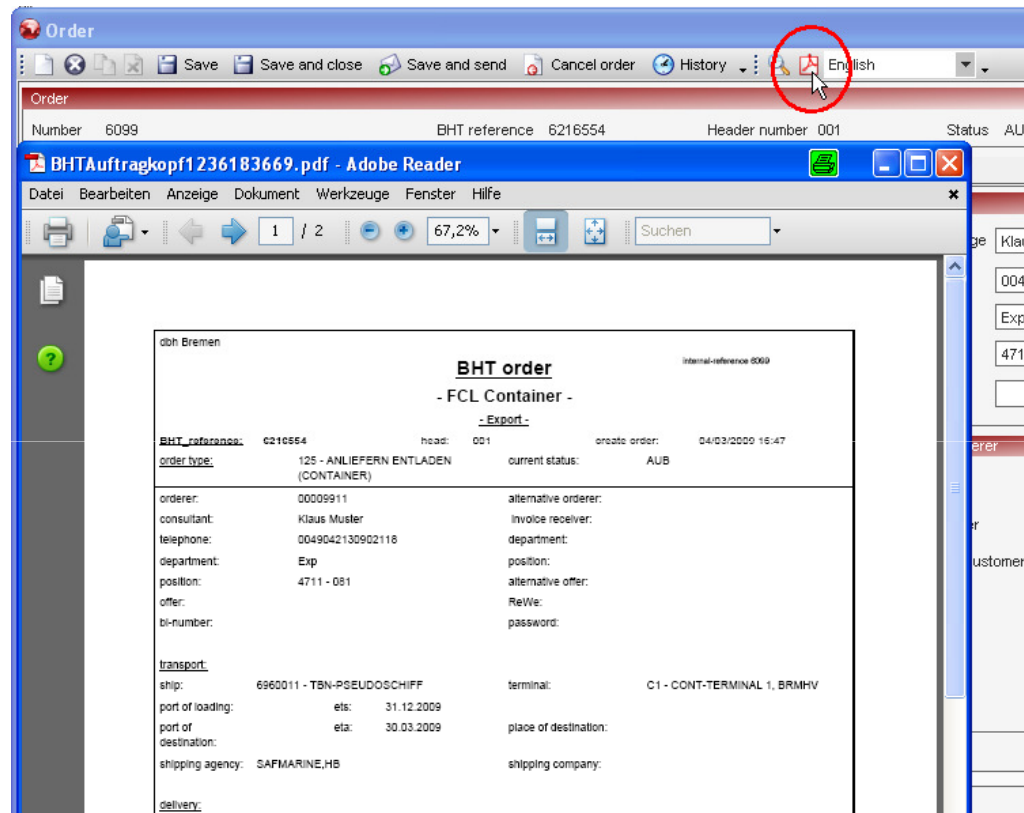 Order
Save Save and close Save and send Cancel order History English
Order
Number 6099 BHT reference 6216554 Header number 001 Status AU
BHTAuftragkopf1236183669.pdf - Adobe Reader
Datei Bearbeiten Anzeige Dokument Werkzeuge Fenster Hilfe
1 / 2 67,2% Suchen
ge Klau
004
Exp
471
erer
er
ustomer
dbh Bremen
BHT order internal-reference 6099
- FCL Container -
- Export -
BHT_reference: 6216554 head: 001 create order: 04/03/2009 16:47
order type: 125 - ANLIEFERN ENTLADEN current status: AUB
(CONTAINER)
orderer: 00009911 alternative orderer:
consultant: Klaus Muster Invoice receiver:
telephone: 0049042130902118 department:
department: Exp position:
position: 4711 - 081 alternative offer:
offer: ReWe:
bl-number: password:
transport:
ship: 6960011 - TBN-PSEUDOSCHIFF terminal: C1 - CONT-TERMINAL 1, BRMHV
port of loading: ets: 31.12.2009
port of eta: 30.03.2009 place of destination:
destination:
shipping agency: SAFMARINE,HB shipping company:
delivery: